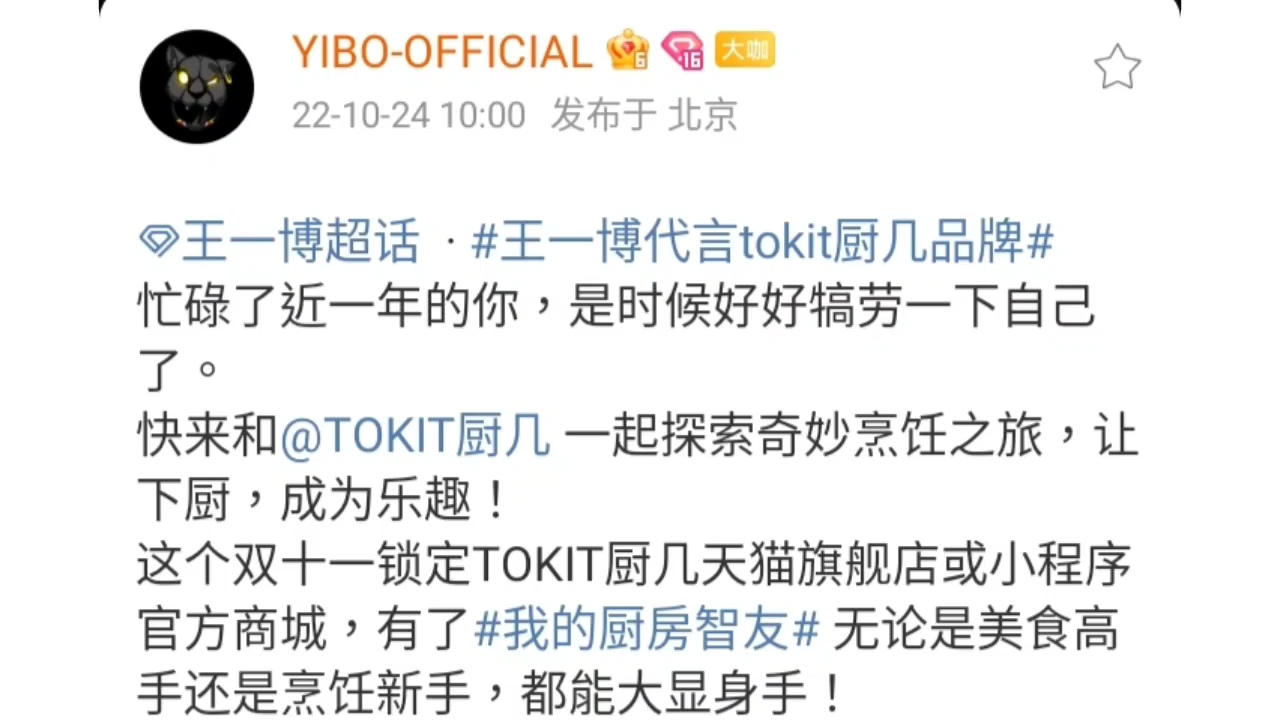 YIBO-OFFICIAL 6 16 大咖
22-10-24 10:00 发布于 北京
王一博超话 · #王一博代言tokit厨几品牌#
忙碌了近一年的你，是时候好好犒劳一下自己
了。
快来和@TOKIT厨几 一起探索奇妙烹饪之旅，让
下厨，成为乐趣！
这个双十一锁定TOKIT厨几天猫旗舰店或小程序
官方商城，有了#我的厨房智友# 无论是美食高
手还是烹饪新手，都能大显身手！